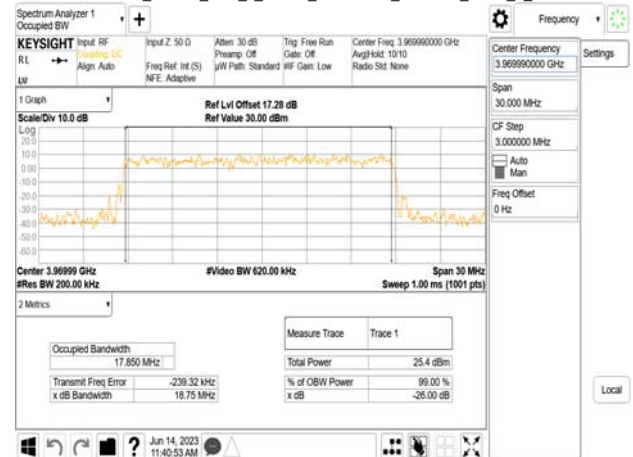 Spectrum Analyzer 1
Occupied BW
+
Frequency
KEYSIGHT
Input: RF
Coupling: DC
Align: Auto
Input Z: 50 Ω
Freq Ref: Int (S)
NFE: Adaptive
Atten: 30 dB
Preamp: Off
µW Path: Standard
Trig: Free Run
Gate: Off
#IF Gain: Low
Center Freq: 3.969990000 GHz
Avg|Hold: 10/10
Radio Std: None
RL
Center Frequency
3.969990000 GHz
Settings
Span
30.000 MHz
CF Step
3.000000 MHz
Auto
Man
Freq Offset
0 Hz
Local
1 Graph
Scale/Div 10.0 dB
Ref Lvl Offset 17.28 dB
Ref Value 30.00 dBm
Log
20.0
10.0
0.00
-10.0
-20.0
-30.0
-40.0
-50.0
-60.0
Center 3.96999 GHz
#Video BW 620.00 kHz
Span 30 MHz
#Res BW 200.00 kHz
Sweep 1.00 ms (1001 pts)
2 Metrics
Measure Trace Trace 1
Occupied Bandwidth
17.850 MHz
Total Power 25.4 dBm
Transmit Freq Error -239.32 kHz
% of OBW Power 99.00 %
x dB Bandwidth 18.75 MHz
x dB -26.00 dB
?
Jun 14, 2023
11:40:53 AM